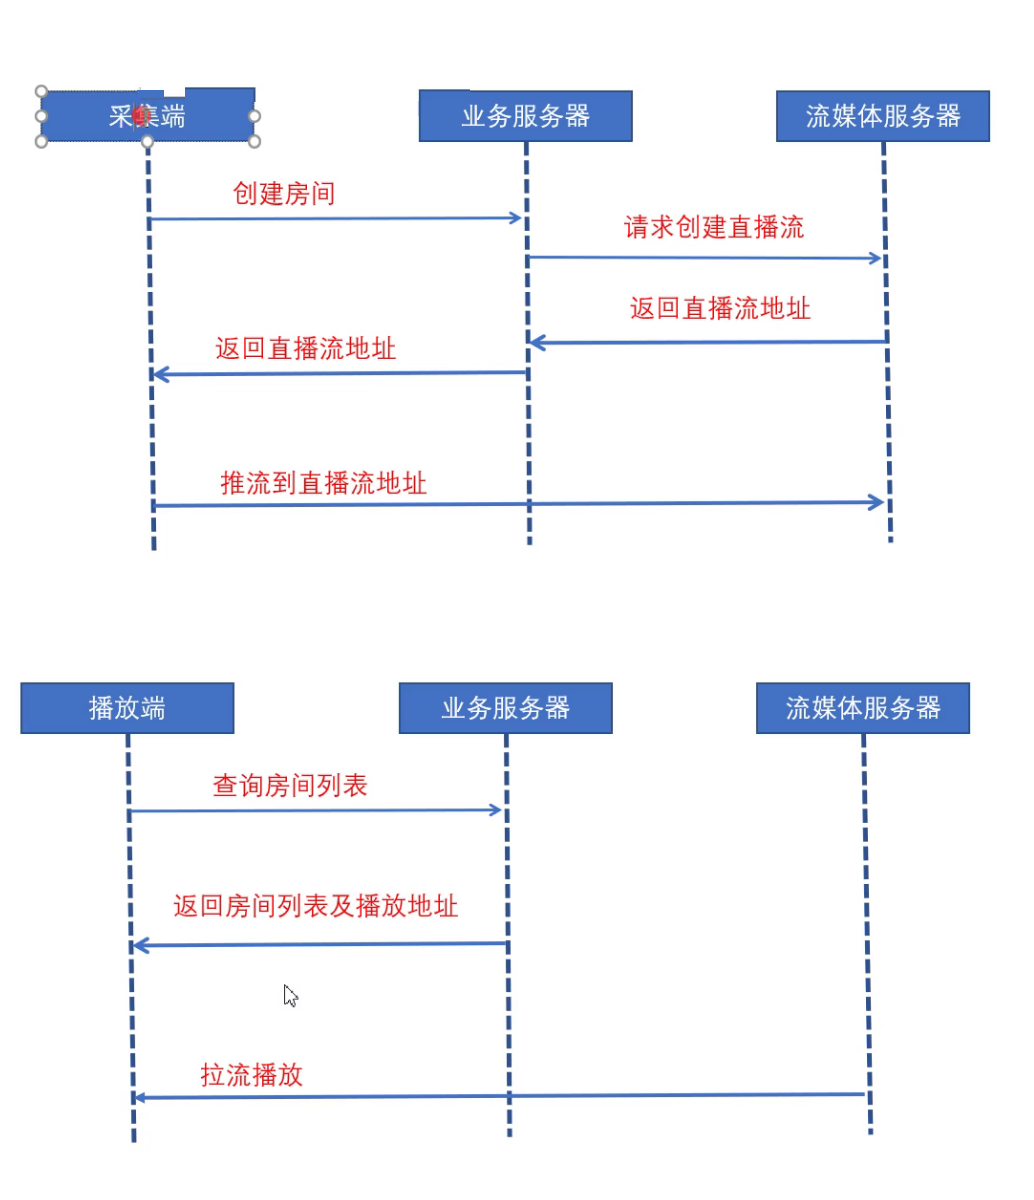 采集端 业务服务器 流媒体服务器
创建房间
请求创建直播流
返回直播流地址
返回直播流地址
推流到直播流地址
播放端 业务服务器 流媒体服务器
查询房间列表
返回房间列表及播放地址
拉流播放